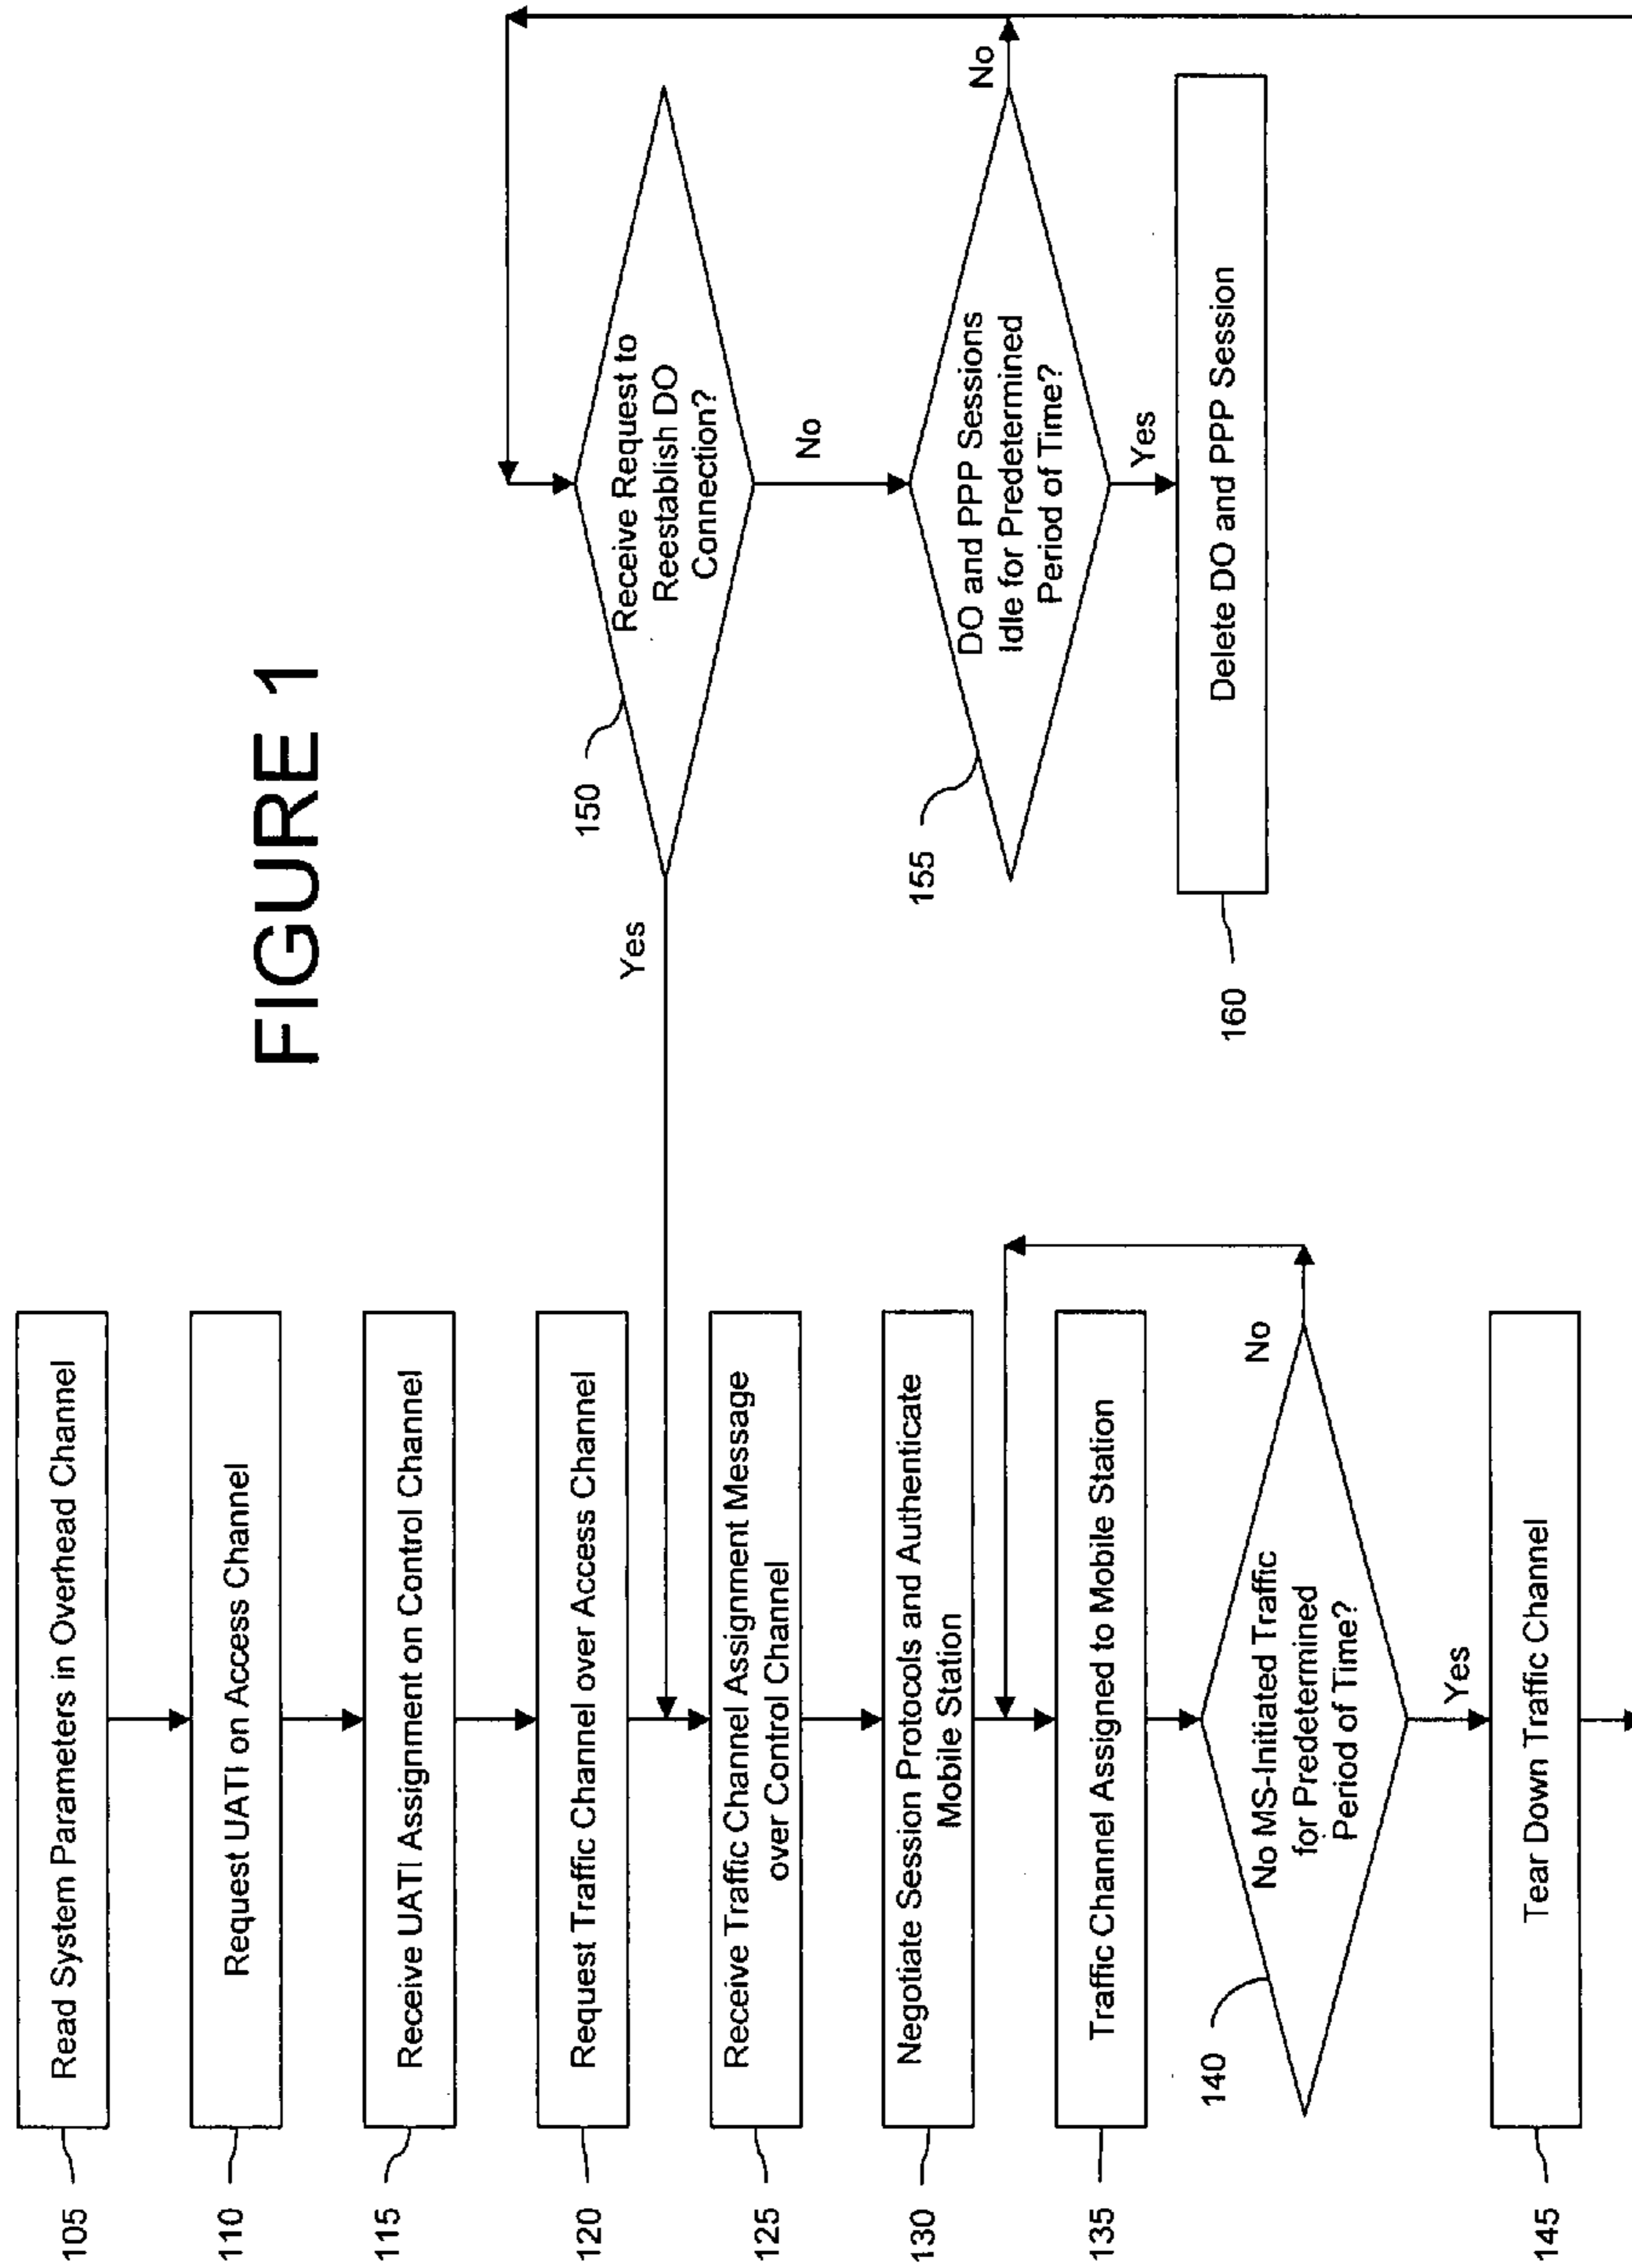 FIGURE 1
105
Read System Parameters in Overhead Channel
110
Request UATI on Access Channel
115
Receive UATI Assignment on Control Channel
120
Request Traffic Channel over Access Channel
125
Receive Traffic Channel Assignment Message
over Control Channel
130
Negotiate Session Protocols and Authenticate
Mobile Station
135
Traffic Channel Assigned to Mobile Station
140
No MS-Initiated Traffic
for Predetermined
Period of Time?
No
Yes
145
Tear Down Traffic Channel
150
Receive Request to
Reestablish DO
Connection?
Yes
No
155
DO and PPP Sessions
Idle for Predetermined
Period of Time?
No
Yes
160
Delete DO and PPP Session